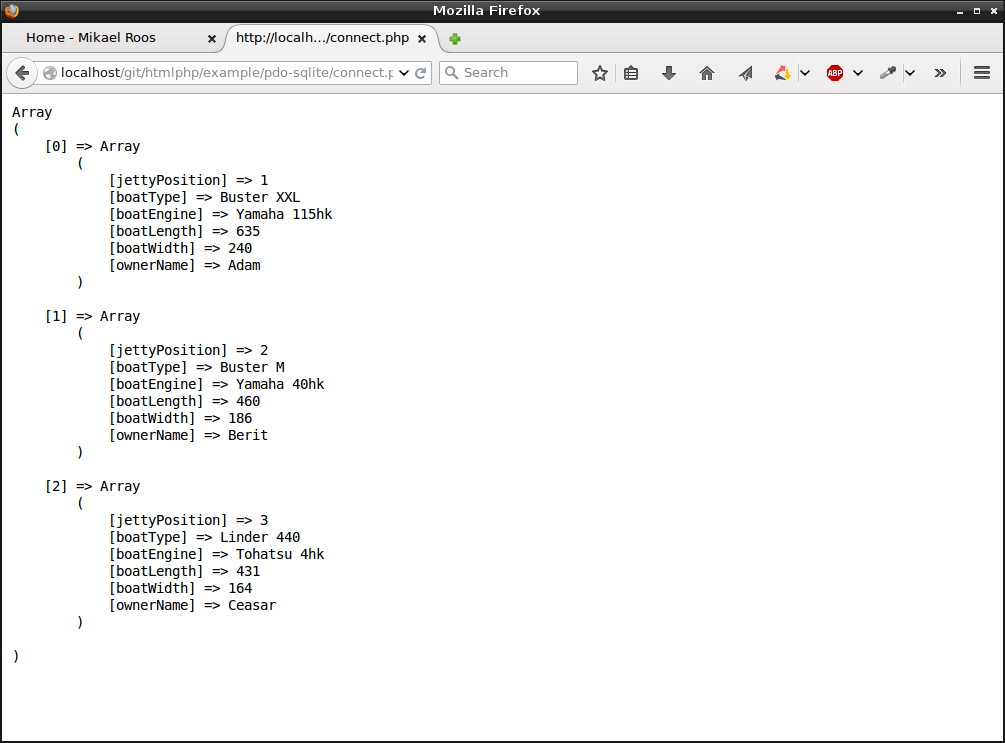 Mozilla Firefox
Home - Mikael Roos
http://localh.../connect.php
localhost/git/htmlphp/example/pdo-sqlite/connect.p
Search
ABP
Array
(
    [0] => Array
        (
            [jettyPosition] => 1
            [boatType] => Buster XXL
            [boatEngine] => Yamaha 115hk
            [boatLength] => 635
            [boatWidth] => 240
            [ownerName] => Adam
        )

    [1] => Array
        (
            [jettyPosition] => 2
            [boatType] => Buster M
            [boatEngine] => Yamaha 40hk
            [boatLength] => 460
            [boatWidth] => 186
            [ownerName] => Berit
        )

    [2] => Array
        (
            [jettyPosition] => 3
            [boatType] => Linder 440
            [boatEngine] => Tohatsu 4hk
            [boatLength] => 431
            [boatWidth] => 164
            [ownerName] => Ceasar
        )

)